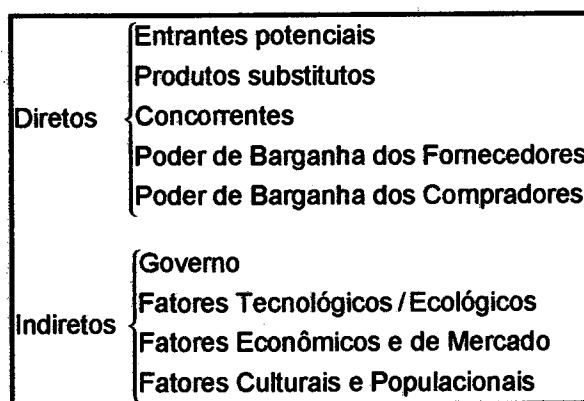 Diretos
Entrantes potenciais
Produtos substitutos
Concorrentes
Poder de Barganha dos Fornecedores
Poder de Barganha dos Compradores
Indiretos
Governo
Fatores Tecnológicos / Ecológicos
Fatores Econômicos e de Mercado
Fatores Culturais e Populacionais